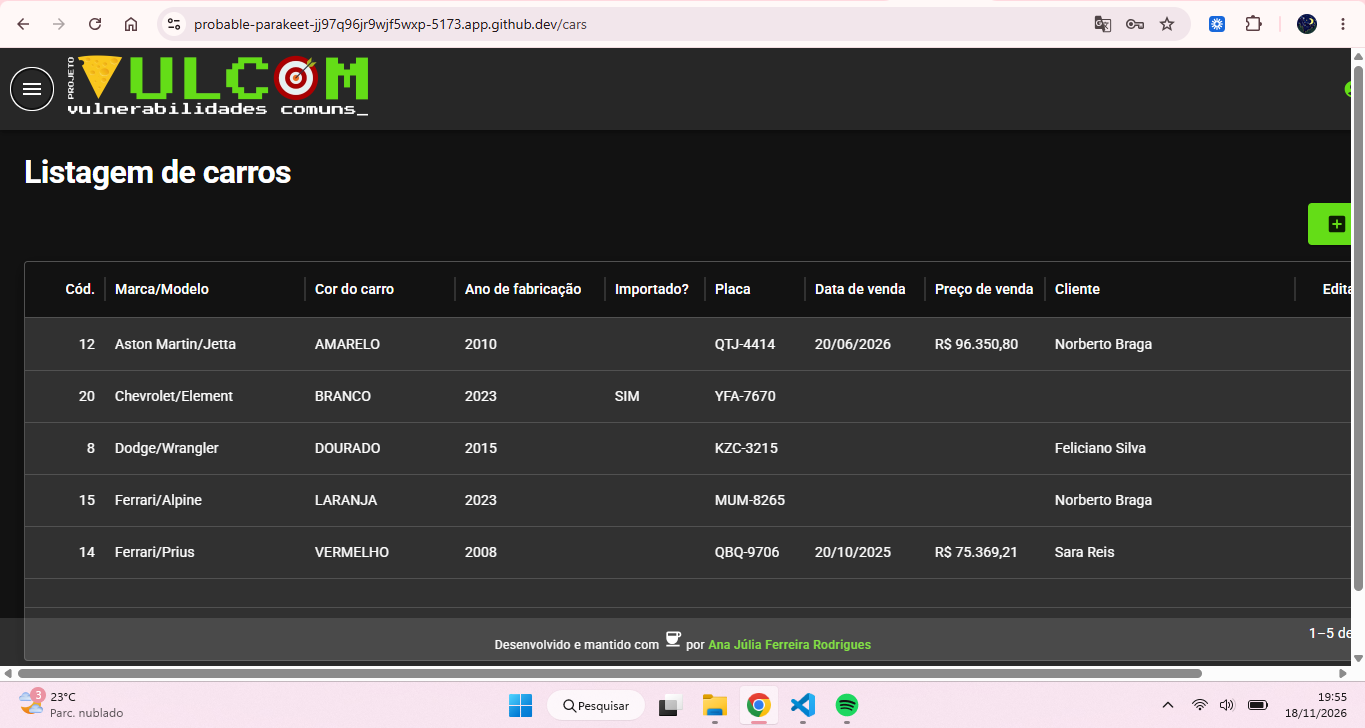 probable-parakeet-jj97q96jr9wjf5wxp-5173.app.github.dev/cars
PROJETO
VULCOM
vulnerabilidades comuns_
Listagem de carros
Cód. Marca/Modelo Cor do carro Ano de fabricação Importado? Placa Data de venda Preço de venda Cliente Edita
12 Aston Martin/Jetta AMARELO 2010 QTJ-4414 20/06/2026 R$ 96.350,80 Norberto Braga
20 Chevrolet/Element BRANCO 2023 SIM YFA-7670
8 Dodge/Wrangler DOURADO 2015 KZC-3215 Feliciano Silva
15 Ferrari/Alpine LARANJA 2023 MUM-8265 Norberto Braga
14 Ferrari/Prius VERMELHO 2008 QBQ-9706 20/10/2025 R$ 75.369,21 Sara Reis
1–5 de
Desenvolvido e mantido com por Ana Júlia Ferreira Rodrigues
3
23°C
Parc. nublado
Pesquisar
19:55
18/11/2026